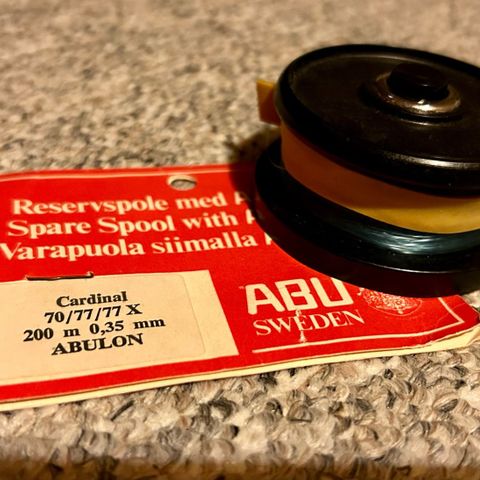 Reservspole med
Spare Spool with
Varapuola siimalla
Cardinal
70/77/77 X
200 m 0,35 mm
ABULON
ABU
SWEDEN